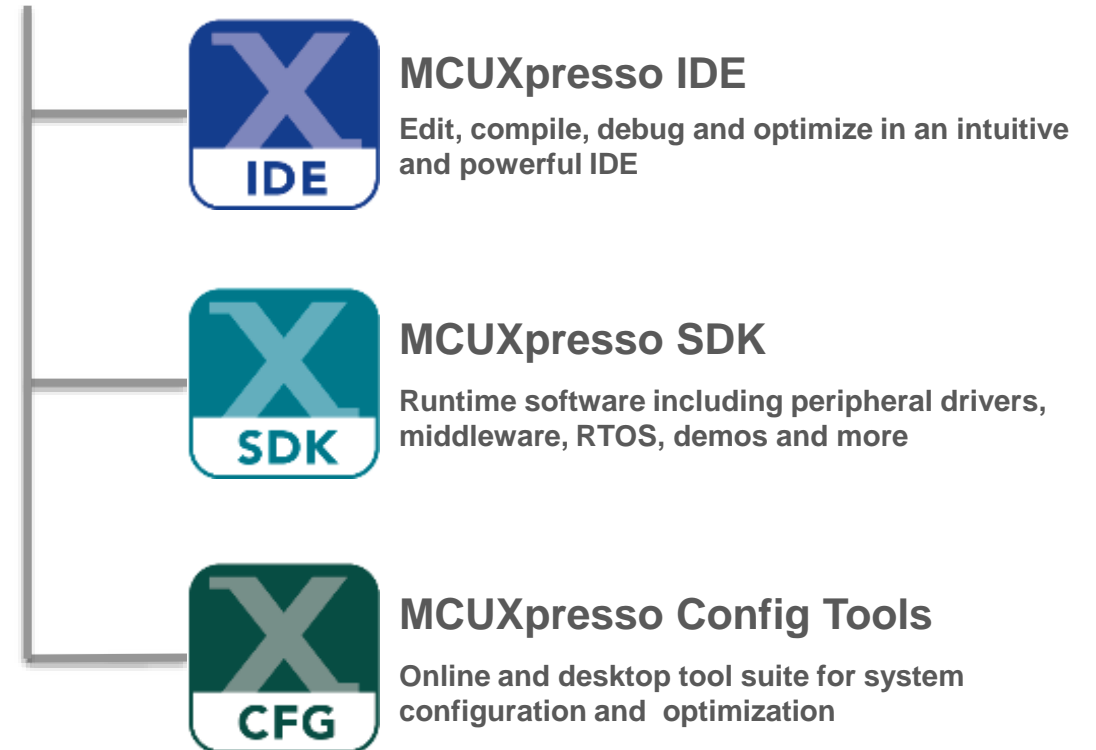 X
IDE
MCUXpresso IDE
Edit, compile, debug and optimize in an intuitive
and powerful IDE
X
SDK
MCUXpresso SDK
Runtime software including peripheral drivers,
middleware, RTOS, demos and more
X
CFG
MCUXpresso Config Tools
Online and desktop tool suite for system
configuration and  optimization